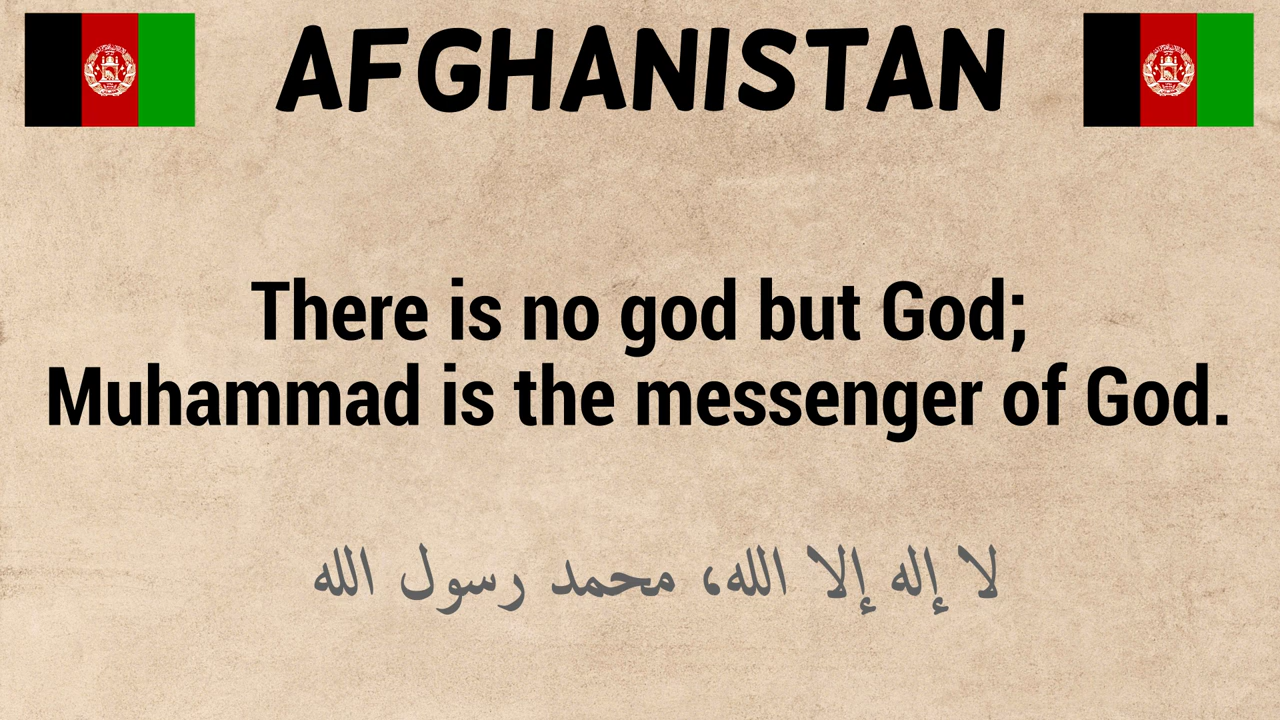 AFGHANISTAN
There is no god but God;
Muhammad is the messenger of God.
لا إله إلا الله، محمد رسول الله